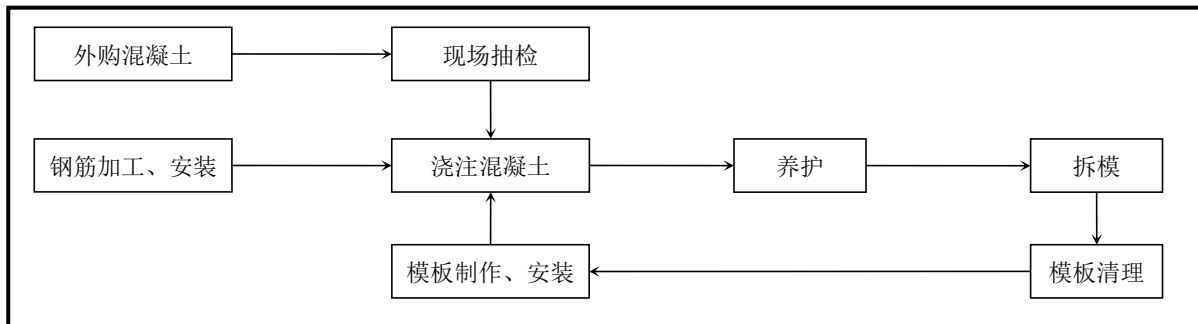 外购混凝土
现场抽检
钢筋加工、安装
浇注混凝土
养护
拆模
模板制作、安装
模板清理